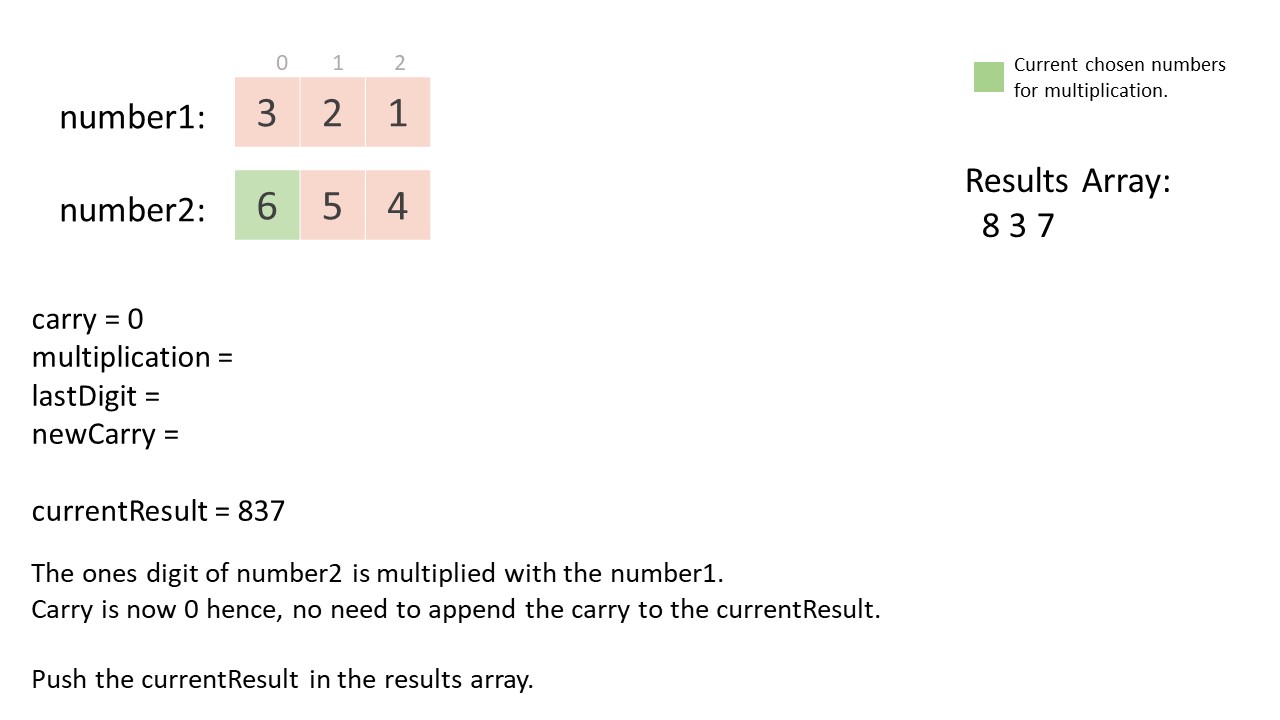 0 1 2
number1: 3 2 1
number2: 6 5 4
Current chosen numbers
for multiplication.
Results Array:
8 3 7
carry = 0
multiplication =
lastDigit =
newCarry =
currentResult = 837
The ones digit of number2 is multiplied with the number1.
Carry is now 0 hence, no need to append the carry to the currentResult.
Push the currentResult in the results array.